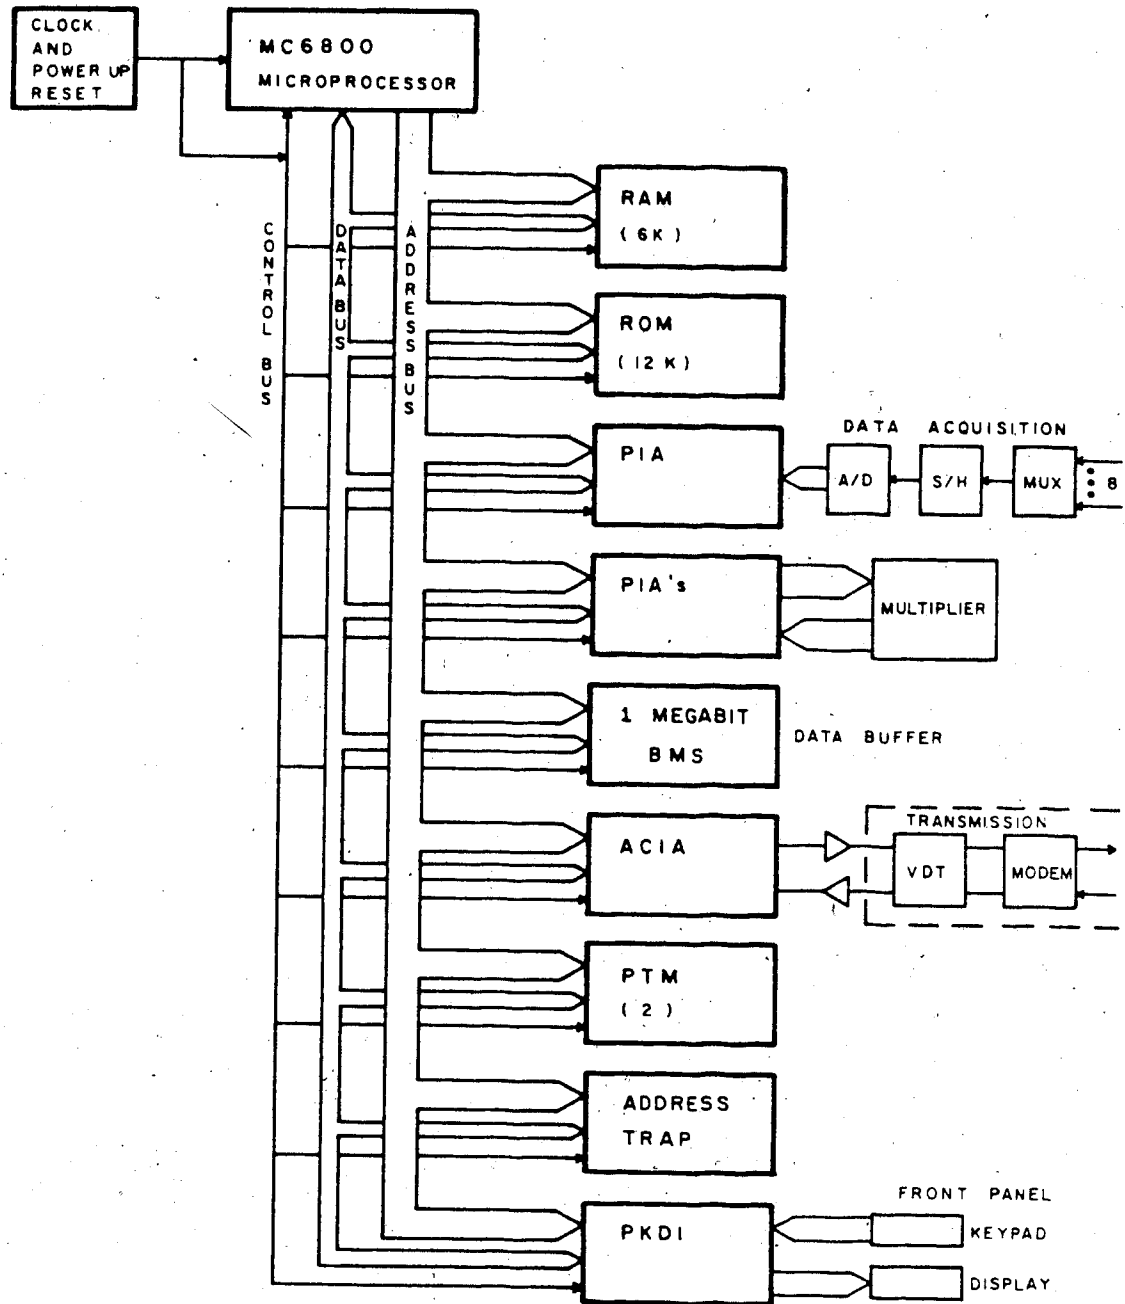 CLOCK
AND
POWER UP
RESET
MC6800
MICROPROCESSOR
CONTROL BUS
DATA BUS
ADDRESS BUS
RAM
(6K)
ROM
(12K)
PIA
DATA ACQUISITION
A/D
S/H
MUX
8
PIA's
MULTIPLIER
1 MEGABIT
BMS
DATA BUFFER
ACIA
TRANSMISSION
VDT
MODEM
PTM
(2)
ADDRESS
TRAP
PKDI
FRONT PANEL
KEYPAD
DISPLAY